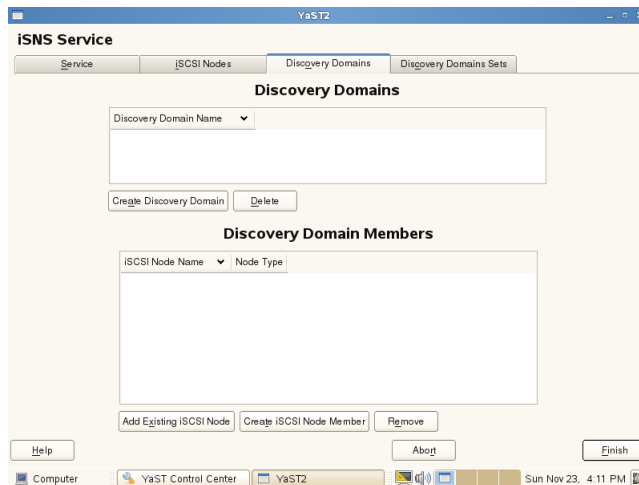 YaST2
iSNS Service
Service iSCSI Nodes Discovery Domains Discovery Domains Sets
Discovery Domains
Discovery Domain Name
Create Discovery Domain Delete
Discovery Domain Members
iSCSI Node Name Node Type
Add Existing iSCSI Node Create iSCSI Node Member Remove
Help Abort Finish
Computer YaST Control Center YaST2 Sun Nov 23, 4:11 PM